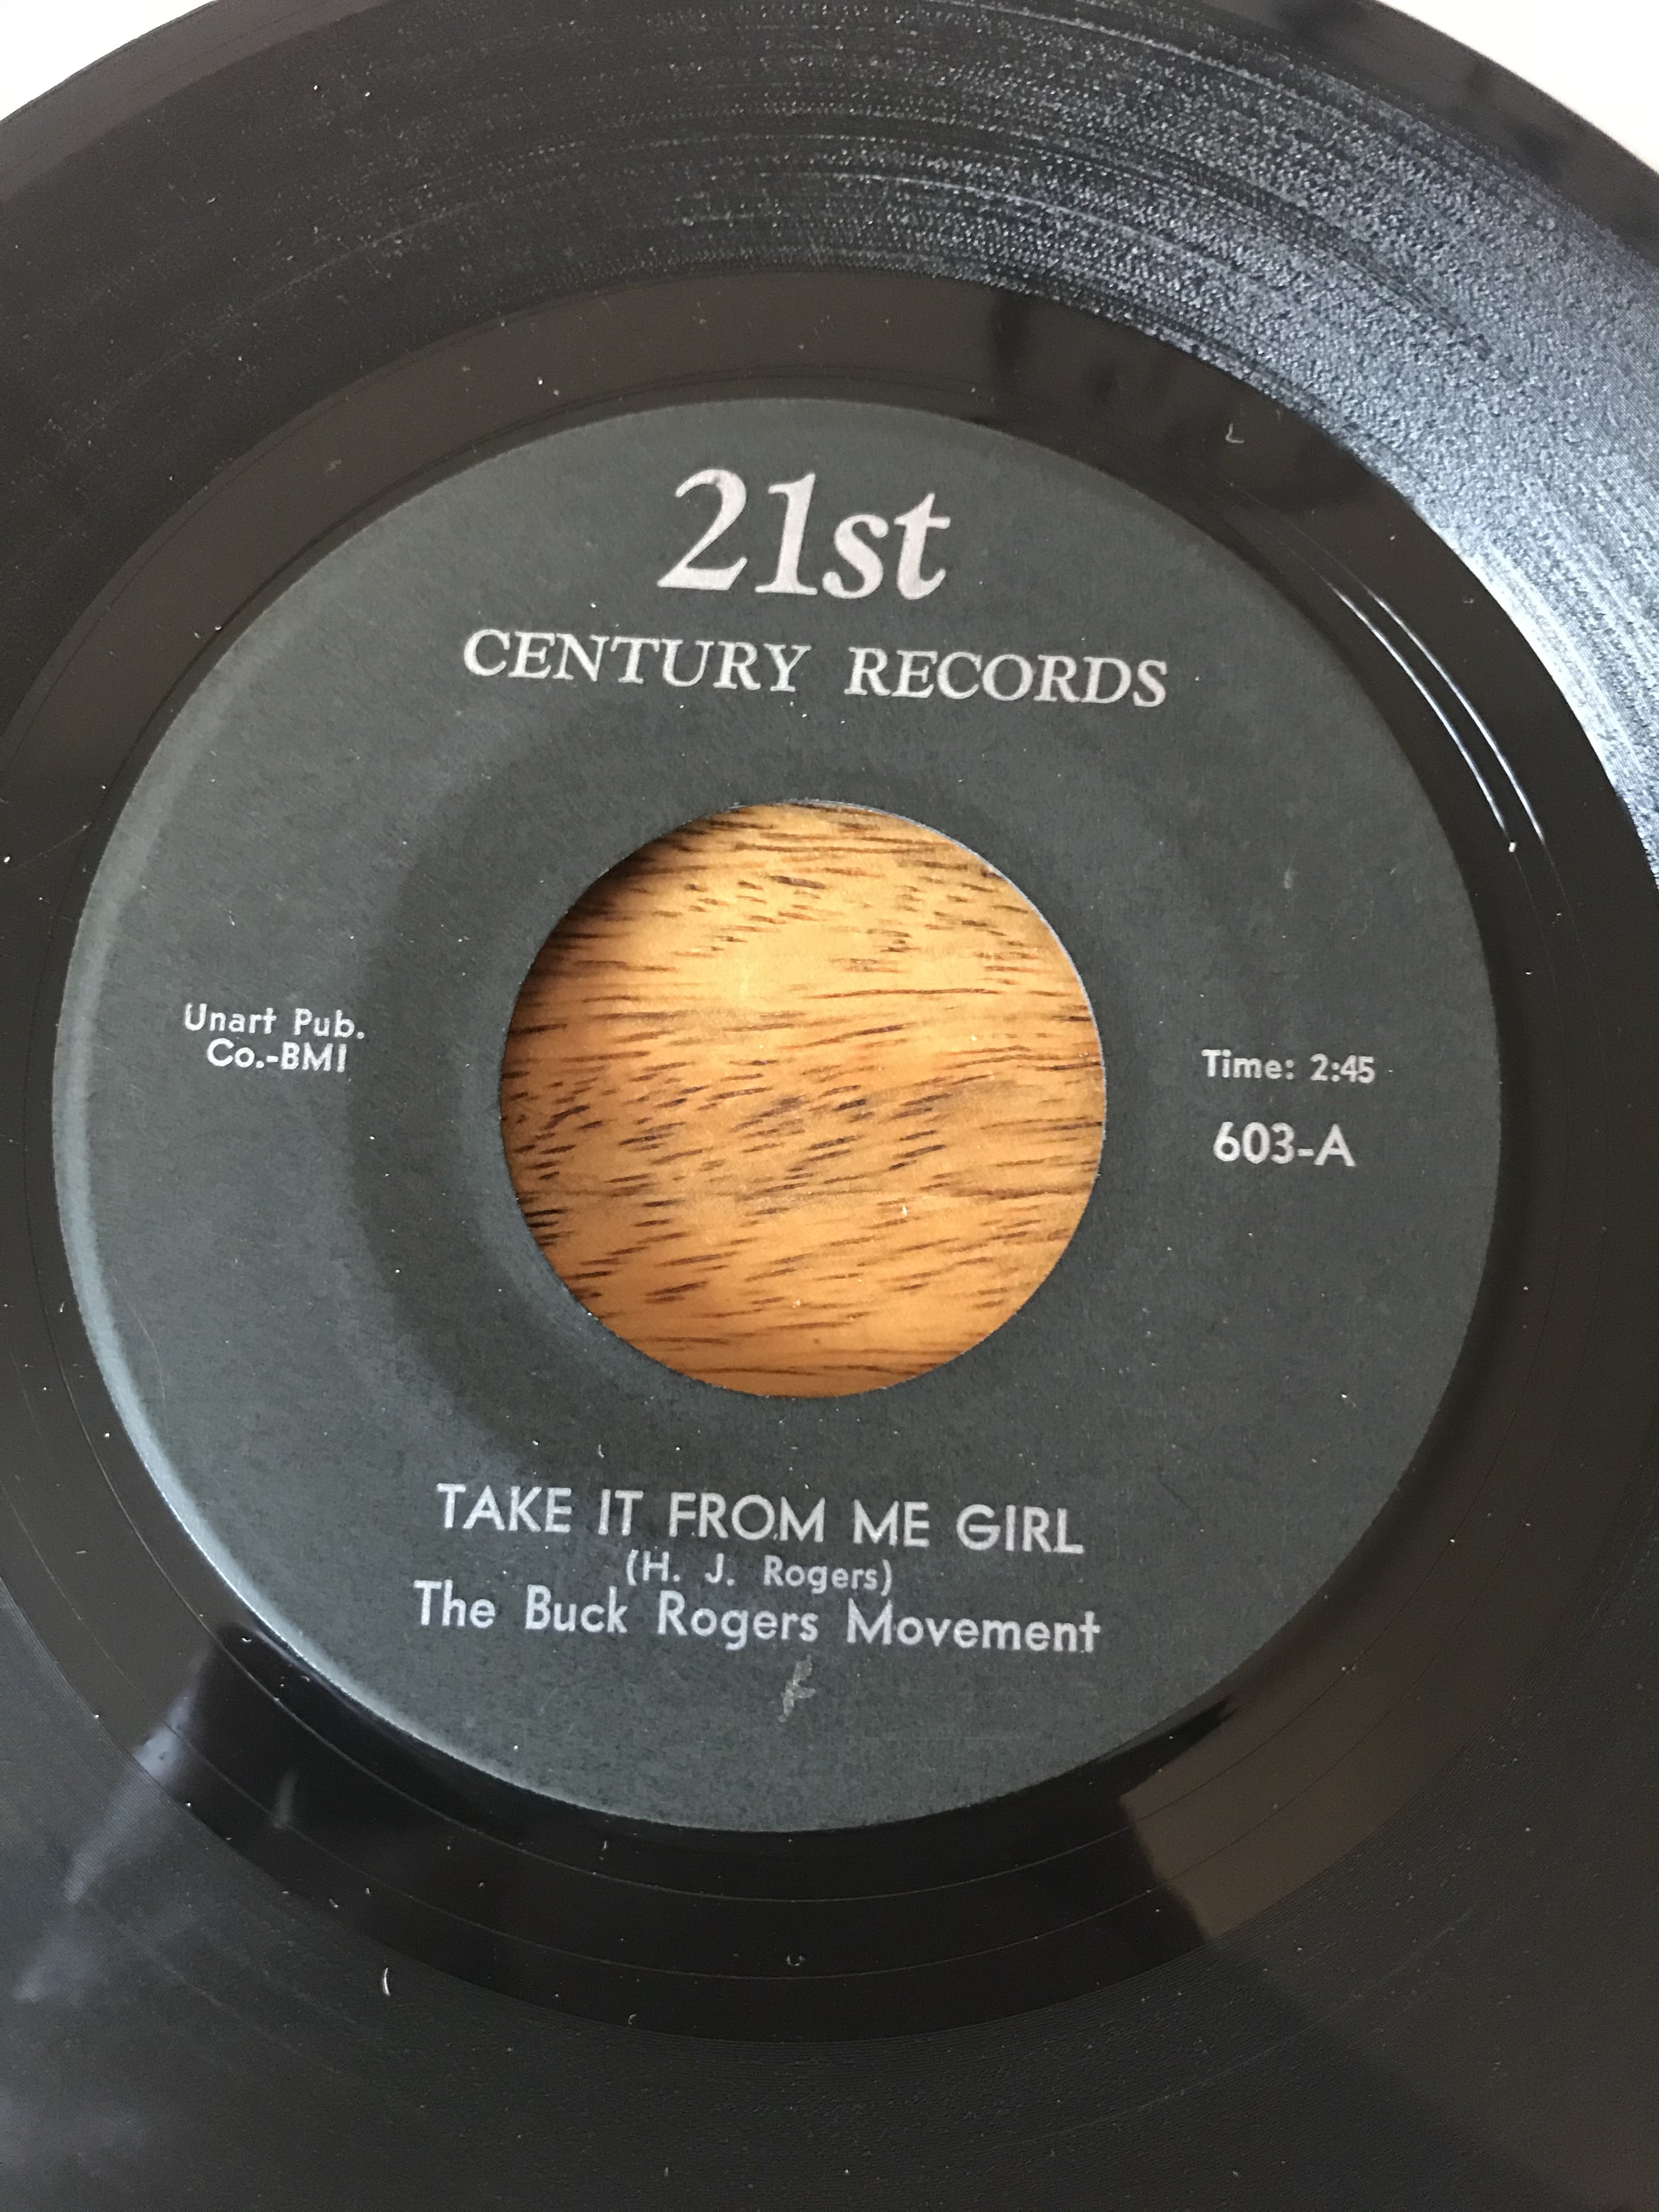 21st
CENTURY RECORDS
Unart Pub.
Co.-BMI
Time: 2:45
603-A
TAKE IT FROM ME GIRL
(H. J. Rogers)
The Buck Rogers Movement